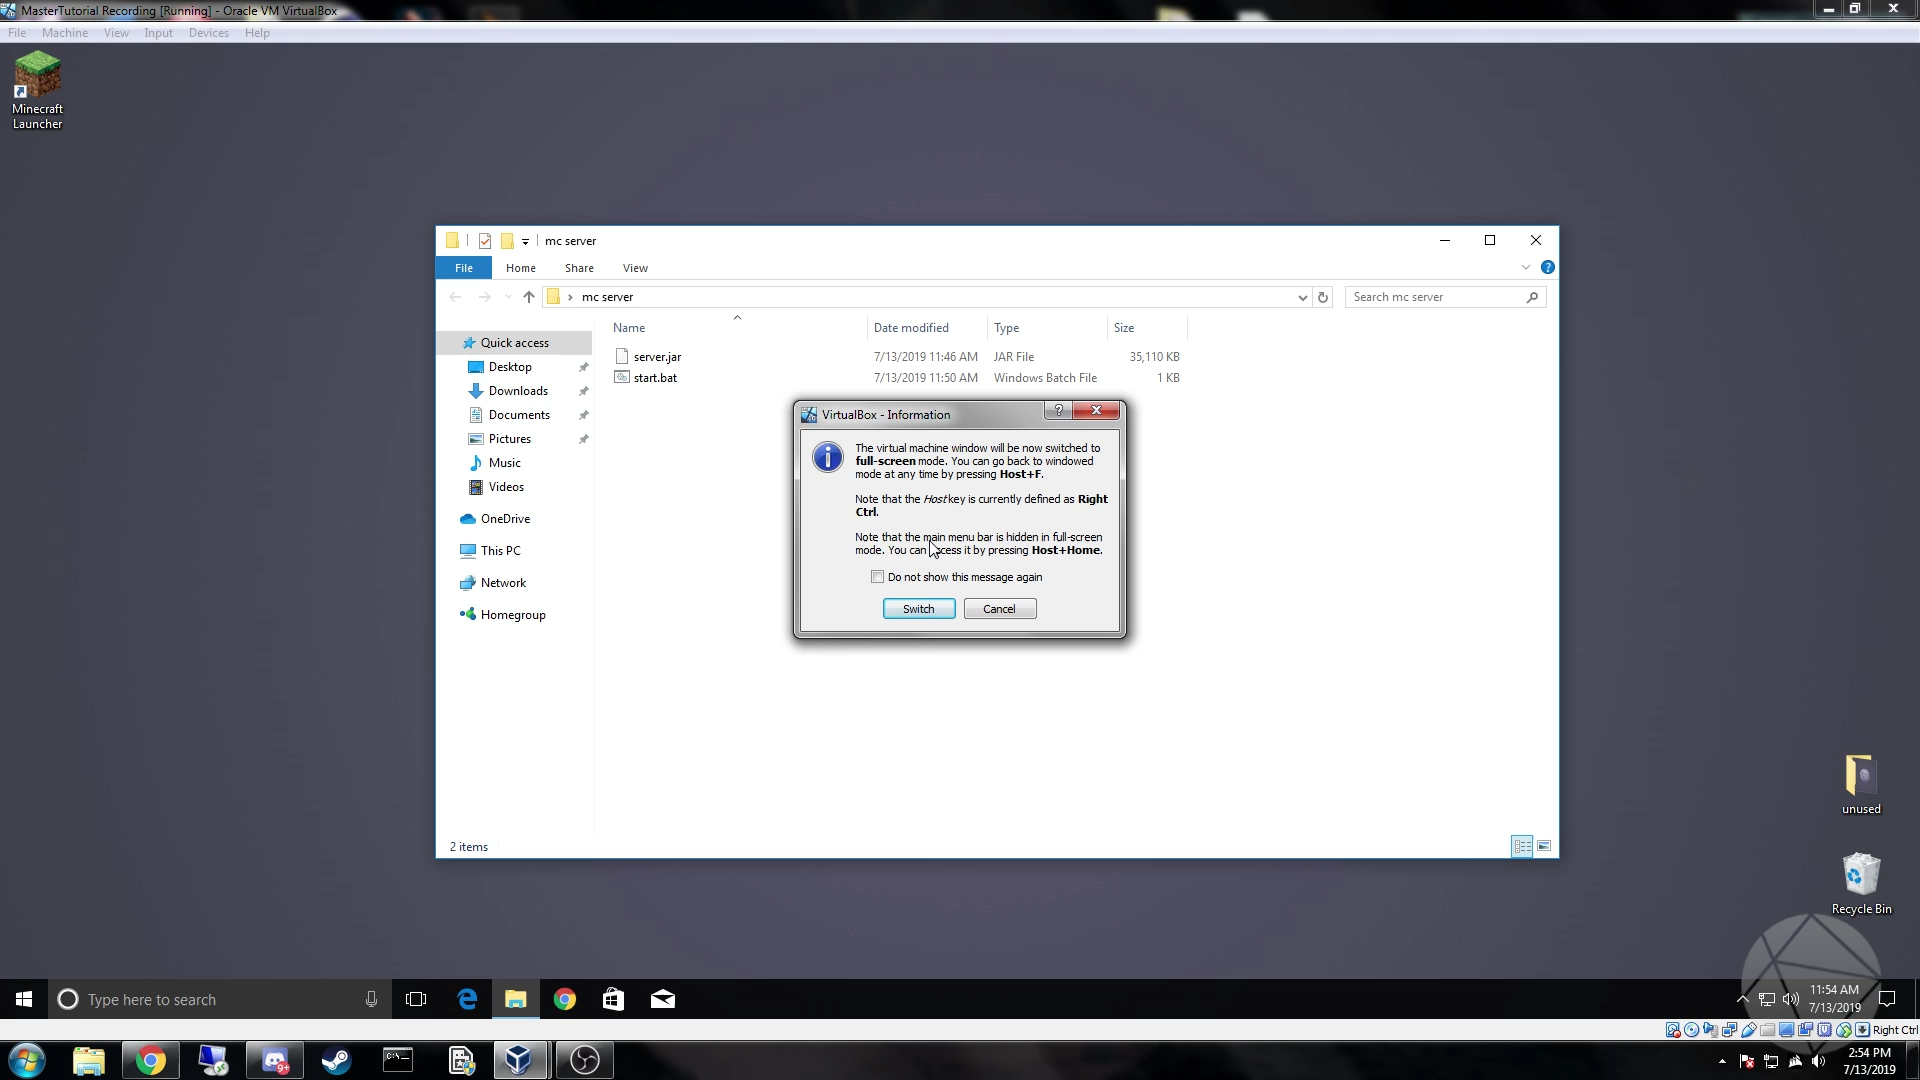 MasterTutorial Recording [Running] - Oracle VM VirtualBox
File Machine View Input Devices Help
Minecraft
Launcher
mc server
File Home Share View
mc server
Search mc server
Name Date modified Type Size
Quick access
server.jar 7/13/2019 11:46 AM JAR File 35,110 KB
Desktop
start.bat 7/13/2019 11:50 AM Windows Batch File 1 KB
Downloads
Documents
Pictures
Music
Videos
OneDrive
This PC
Network
Homegroup
VirtualBox - Information
The virtual machine window will be now switched to
full-screen mode. You can go back to windowed
mode at any time by pressing Host+F.
Note that the Host key is currently defined as Right
Ctrl.
Note that the main menu bar is hidden in full-screen
mode. You can access it by pressing Host+Home.
Do not show this message again
Switch Cancel
unused
2 items
Recycle Bin
Type here to search
11:54 AM
7/13/2019
Right Ctrl
9+
C:\_
2:54 PM
7/13/2019